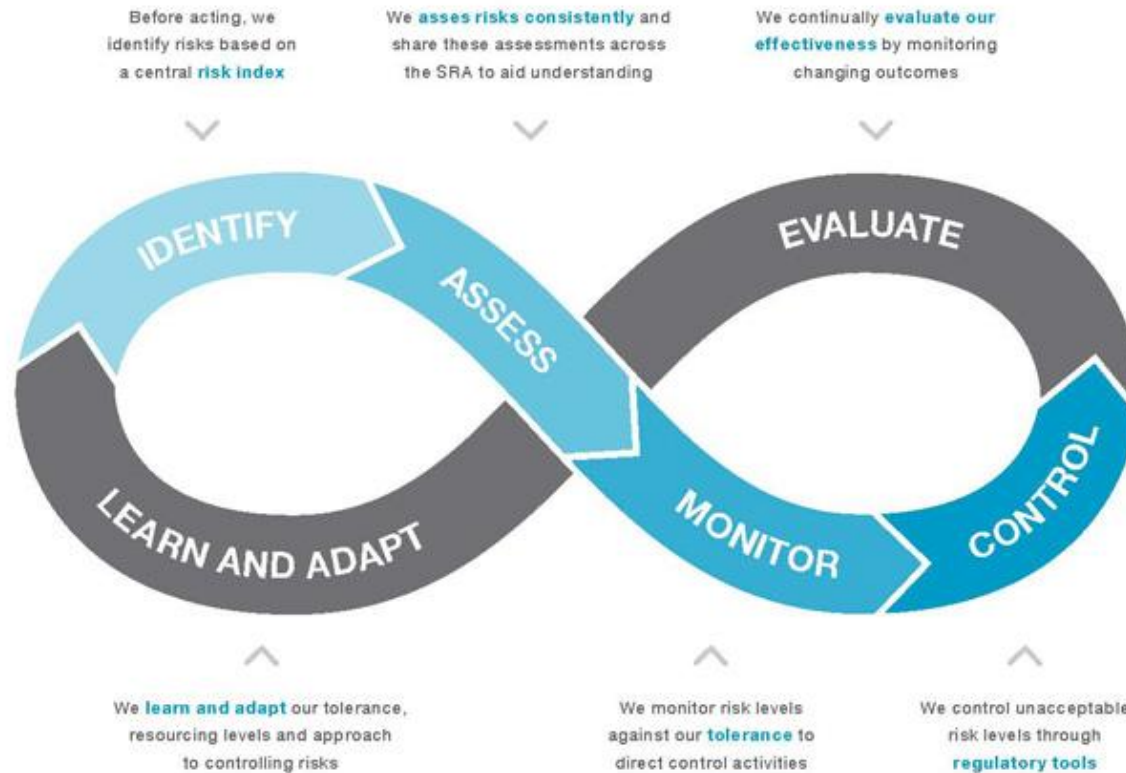 Before acting, we
identify risks based on
a central risk index
We asses risks consistently and
share these assessments across
the SRA to aid understanding
We continually evaluate our
effectiveness by monitoring
changing outcomes
IDENTIFY
ASSESS
EVALUATE
LEARN AND ADAPT
MONITOR
CONTROL
We learn and adapt our tolerance,
resourcing levels and approach
to controlling risks
We monitor risk levels
against our tolerance to
direct control activities
We control unacceptable
risk levels through
regulatory tools